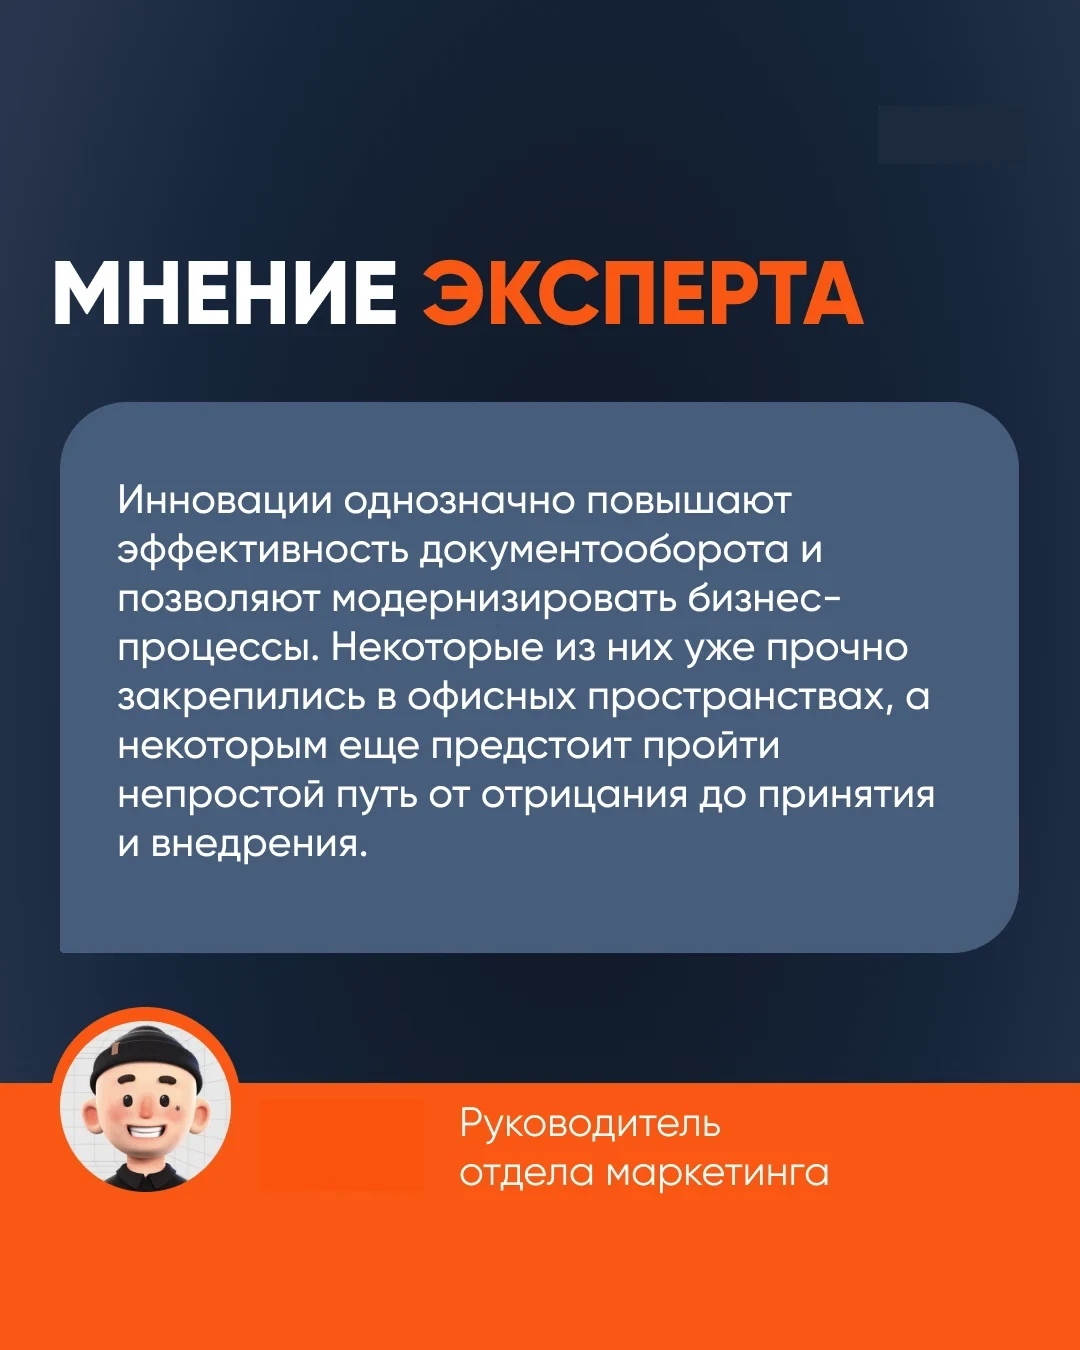 МНЕНИЕ ЭКСПЕРТА
Инновации однозначно повышают
эффективность документооборота и
позволяют модернизировать бизнес-
процессы. Некоторые из них уже прочно
закрепились в офисных пространствах, а
некоторым еще предстоит пройти
непростой путь от отрицания до принятия
и внедрения.
Руководитель
отдела маркетинга